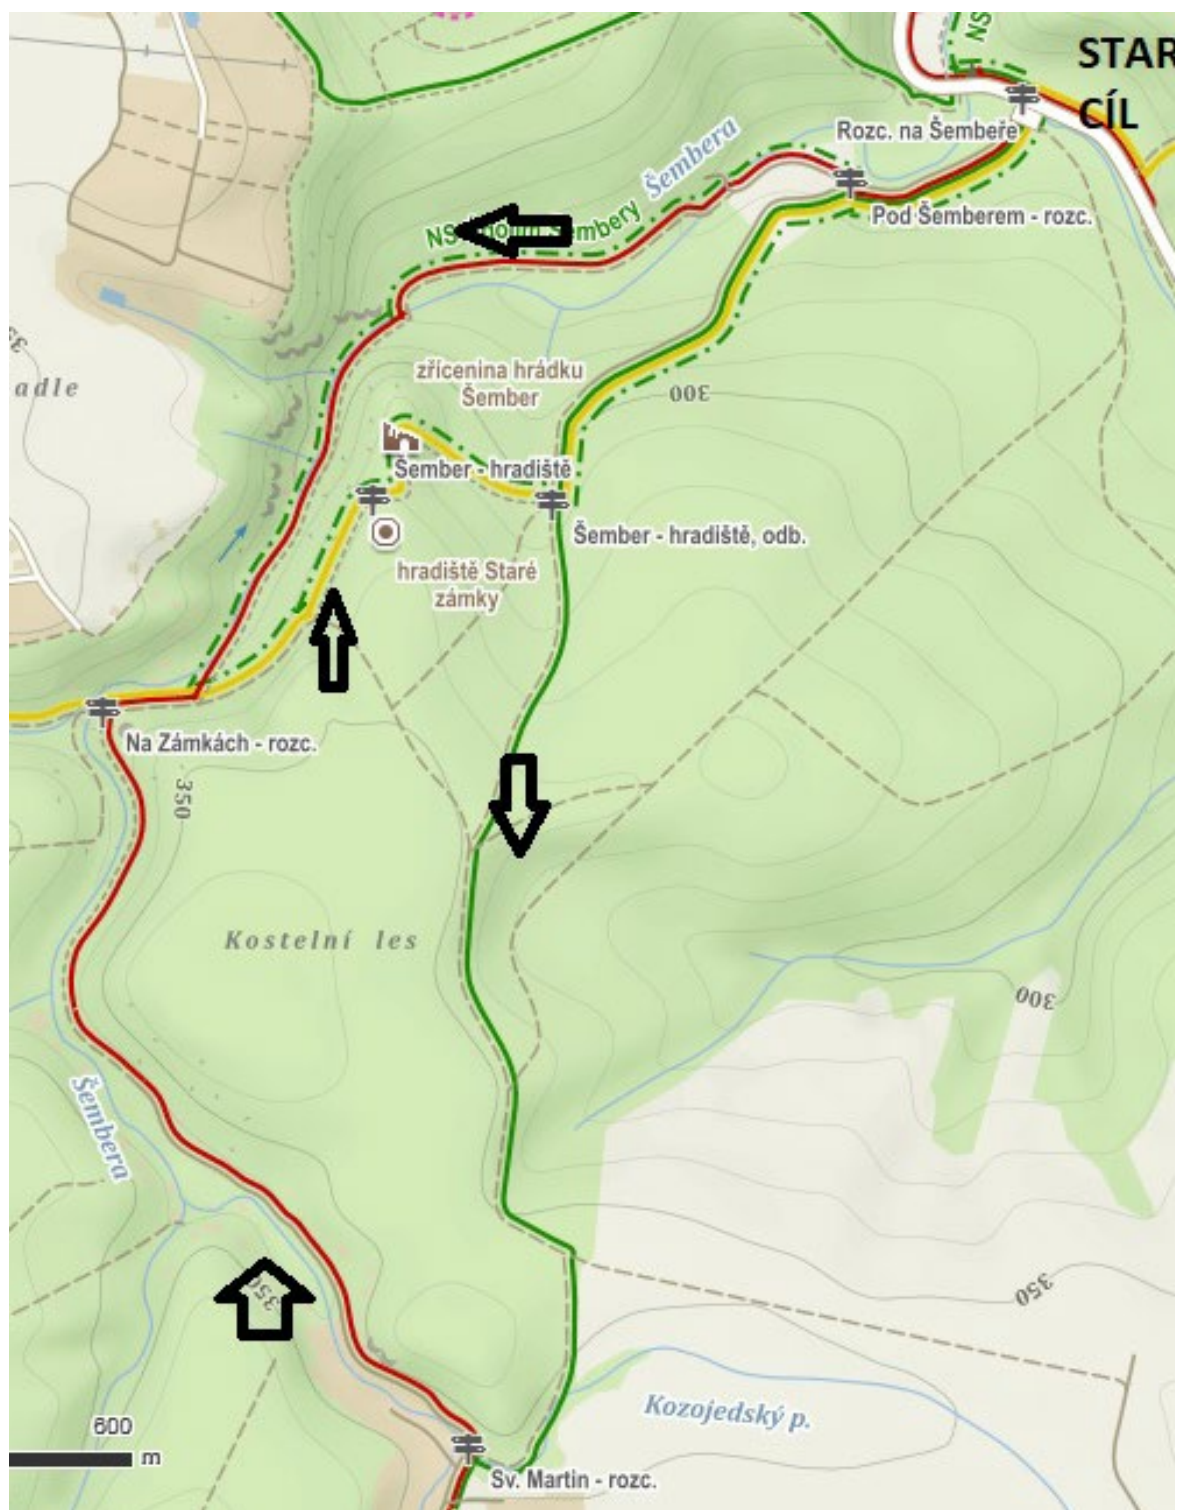 NS
STAR
CÍL
Rozc. na Šembeře
Šembera
Pod Šemberem - rozc.
NS Šembery
zřícenina hrádku
Šember
300
adle
Šember - hradiště
Šember - hradiště, odb.
hradiště Staré
zámky
Na Zámkách - rozc.
350
Kostelní les
300
Šembera
350
350
600
m
Kozojedský p.
Sv. Martin - rozc.